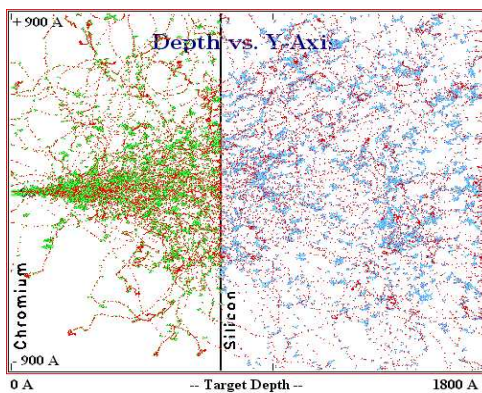 +900 A
Depth vs. Y-Axis
Chromium
Silicon
- 900 A
0 A
-- Target Depth --
1800 A